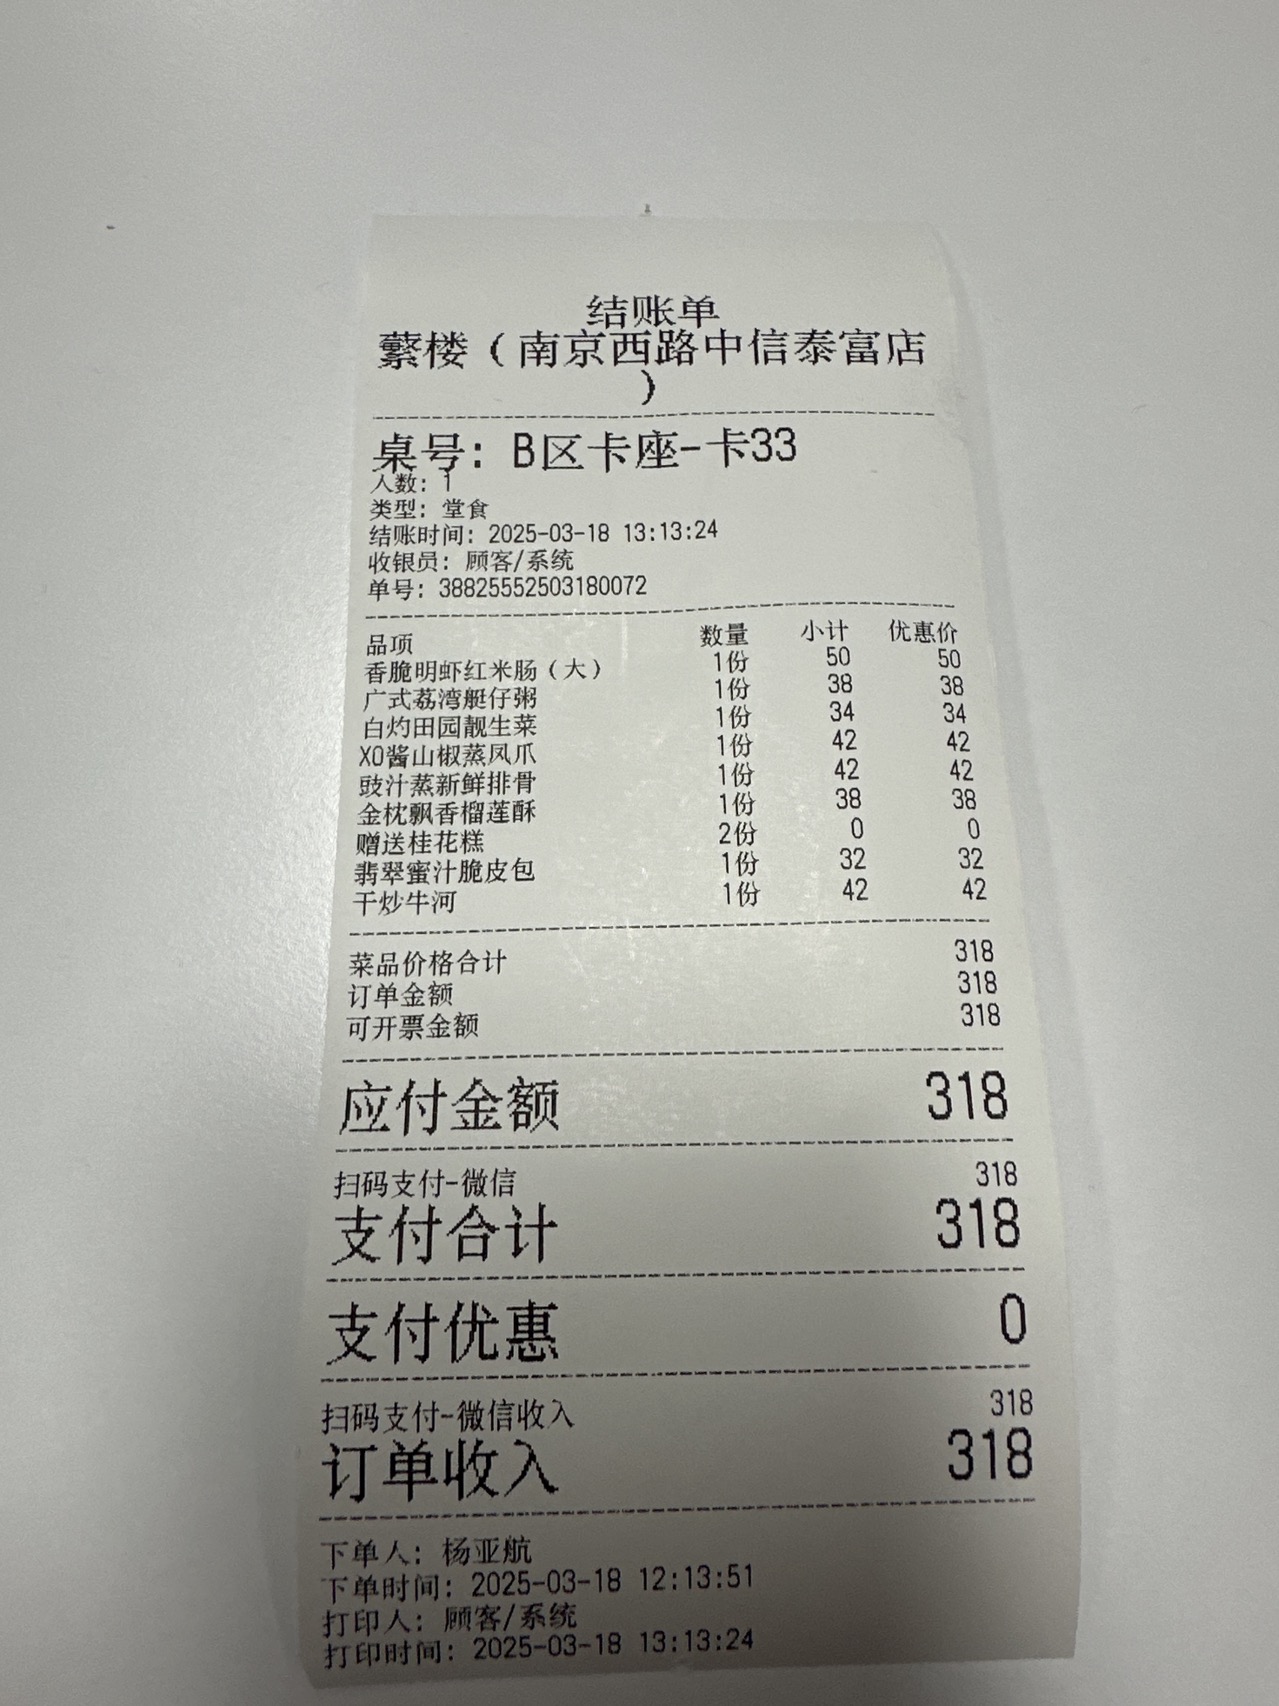 结账单
蘩楼（南京西路中信泰富店
）
桌号：B区卡座-卡33
人数：1
类型：堂食
结账时间：2025-03-18 13:13:24
收银员：顾客/系统
单号：38825552503180072
品项 数量 小计 优惠价
香脆明虾红米肠（大） 1份 50 50
广式荔湾艇仔粥 1份 38 38
白灼田园靓生菜 1份 34 34
XO酱山椒蒸凤爪 1份 42 42
豉汁蒸新鲜排骨 1份 42 42
金枕飘香榴莲酥 1份 38 38
赠送桂花糕 2份 0 0
翡翠蜜汁脆皮包 1份 32 32
干炒牛河 1份 42 42
菜品价格合计 318
订单金额 318
可开票金额 318
应付金额 318
扫码支付-微信 318
支付合计 318
支付优惠 0
扫码支付-微信收入 318
订单收入 318
下单人：杨亚航
下单时间：2025-03-18 12:13:51
打印人：顾客/系统
打印时间：2025-03-18 13:13:24